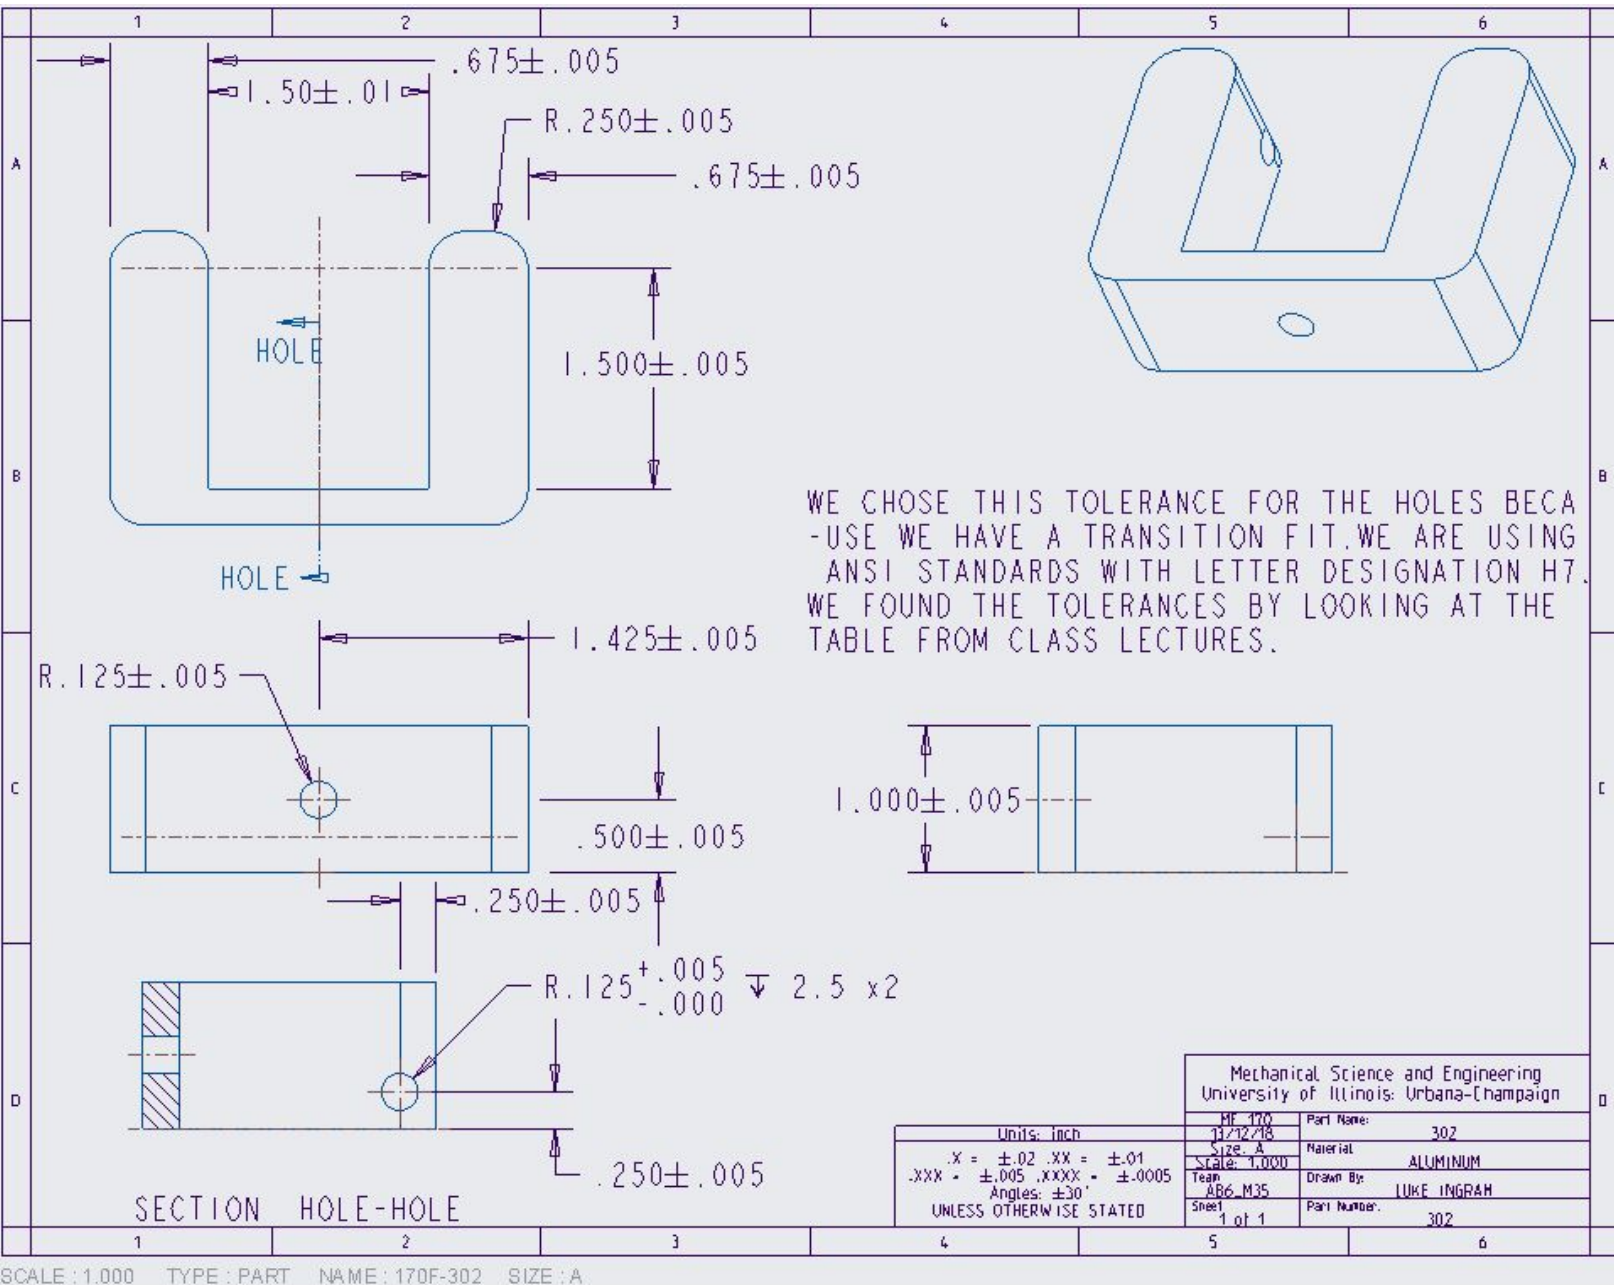 1 2 3 4 5 6
.675±.005
1.50±.01
R.250±.005
A A
.675±.005
HOLE
1.500±.005
B B
WE CHOSE THIS TOLERANCE FOR THE HOLES BECA
-USE WE HAVE A TRANSITION FIT.WE ARE USING
ANSI STANDARDS WITH LETTER DESIGNATION H7.
WE FOUND THE TOLERANCES BY LOOKING AT THE
TABLE FROM CLASS LECTURES.
HOLE
1.425±.005
R.125±.005
C C
1.000±.005
.500±.005
.250±.005
R.125 +.005 -.000 ↧ 2.5 x2
D D
.250±.005
SECTION HOLE-HOLE
Units: inch
.X = ±.02 .XX = ±.01
.XXX = ±.005 .XXXX = ±.0005
Angles: ±30'
UNLESS OTHERWISE STATED
Mechanical Science and Engineering
University of Illinois: Urbana-Champaign
ME 170
Part Name:
302
Size: A
Scale: 1.000
Material
ALUMINUM
Team
AB6_M35
Drawn By:
LUKE INGRAM
Sheet
1 of 1
Part Number:
302
1 2 3 4 5 6
SCALE : 1.000 TYPE : PART NAME : 170F-302 SIZE : A